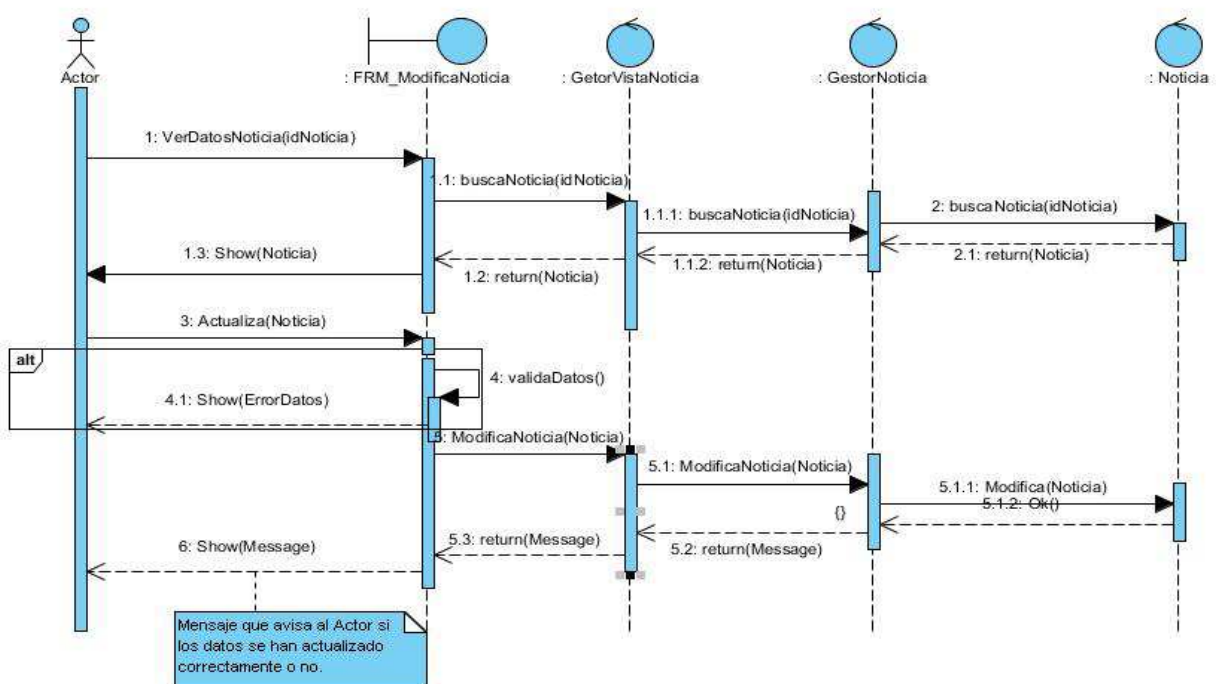 Actor
: FRM_ModificaNoticia
: GetorVistaNoticia
: GestorNoticia
: Noticia
1: VerDatosNoticia(idNoticia)
1.1: buscaNoticia(idNoticia)
1.1.1: buscaNoticia(idNoticia)
2: buscaNoticia(idNoticia)
1.3: Show(Noticia)
1.2: return(Noticia)
1.1.2: return(Noticia)
2.1: return(Noticia)
3: Actualiza(Noticia)
alt
4: validaDatos()
4.1: Show(ErrorDatos)
5: ModificaNoticia(Noticia)
5.1: ModificaNoticia(Noticia)
5.1.1: Modifica(Noticia)
5.1.2: Ok()
{}
6: Show(Message)
5.3: return(Message)
5.2: return(Message)
Mensaje que avisa al Actor si
los datos se han actualizado
correctamente o no.